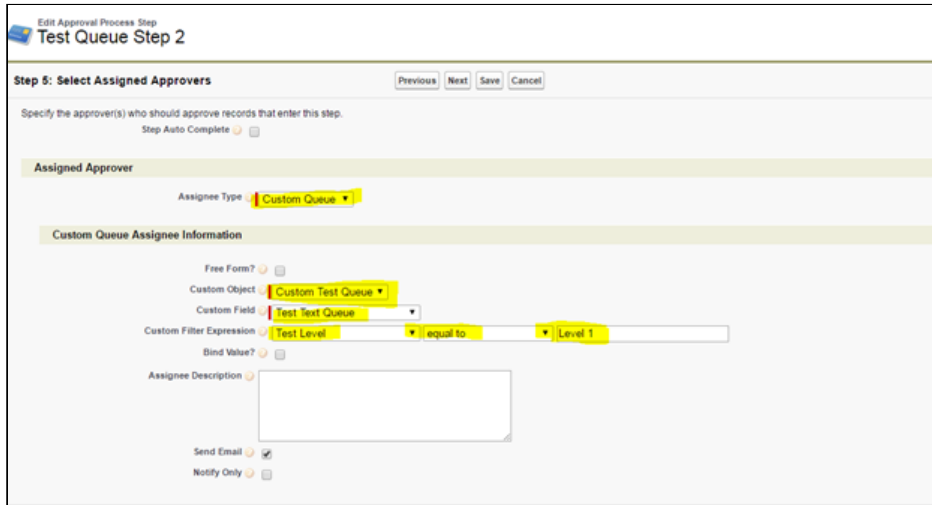 Edit Approval Process Step
Test Queue Step 2
Step 5: Select Assigned Approvers Previous Next Save Cancel
Specify the approver(s) who should approve records that enter this step.
Step Auto Complete
Assigned Approver
Assignee Type Custom Queue
Custom Queue Assignee Information
Free Form?
Custom Object Custom Test Queue
Custom Field Test Text Queue
Custom Filter Expression Test Level equal to Level 1
Bind Value?
Assignee Description
Send Email
Notify Only